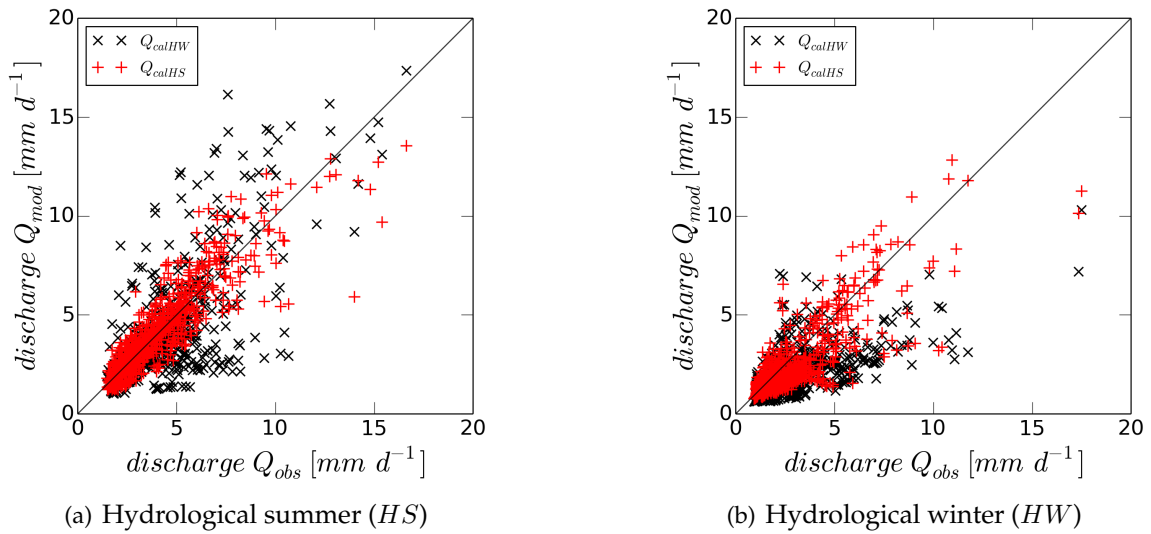 20
15
10
5
0
0
5
10
15
20
discharge Q_mod [mm d^-1]
discharge Q_obs [mm d^-1]
Q_calHW
Q_calHS
(a) Hydrological summer (HS)
20
15
10
5
0
0
5
10
15
20
discharge Q_mod [mm d^-1]
discharge Q_obs [mm d^-1]
Q_calHW
Q_calHS
(b) Hydrological winter (HW)